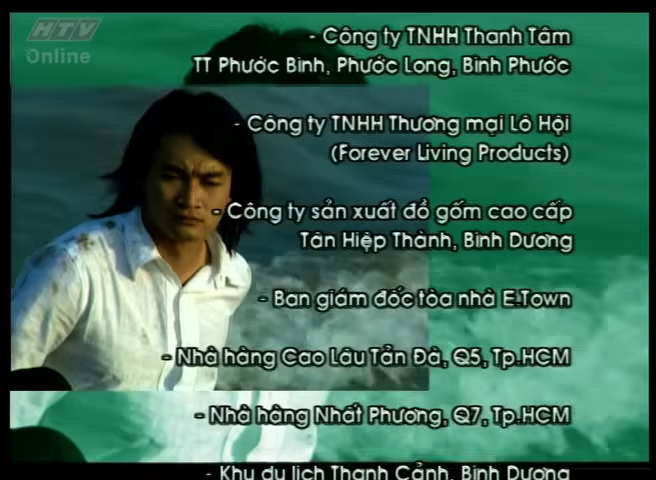 HTV
Online
- Công ty TNHH Thanh Tâm
TT Phước Bình, Phước Long, Bình Phước
- Công ty TNHH Thương mại Lô Hội
(Forever Living Products)
- Công ty sản xuất đồ gốm cao cấp
Tân Hiệp Thành, Bình Dương
- Ban giám đốc tòa nhà E.Town
- Nhà hàng Cao Lâu Tản Đà, Q5, Tp.HCM
- Nhà hàng Nhất Phương, Q7, Tp.HCM
- Khu du lịch Thanh Cảnh, Bình Dương